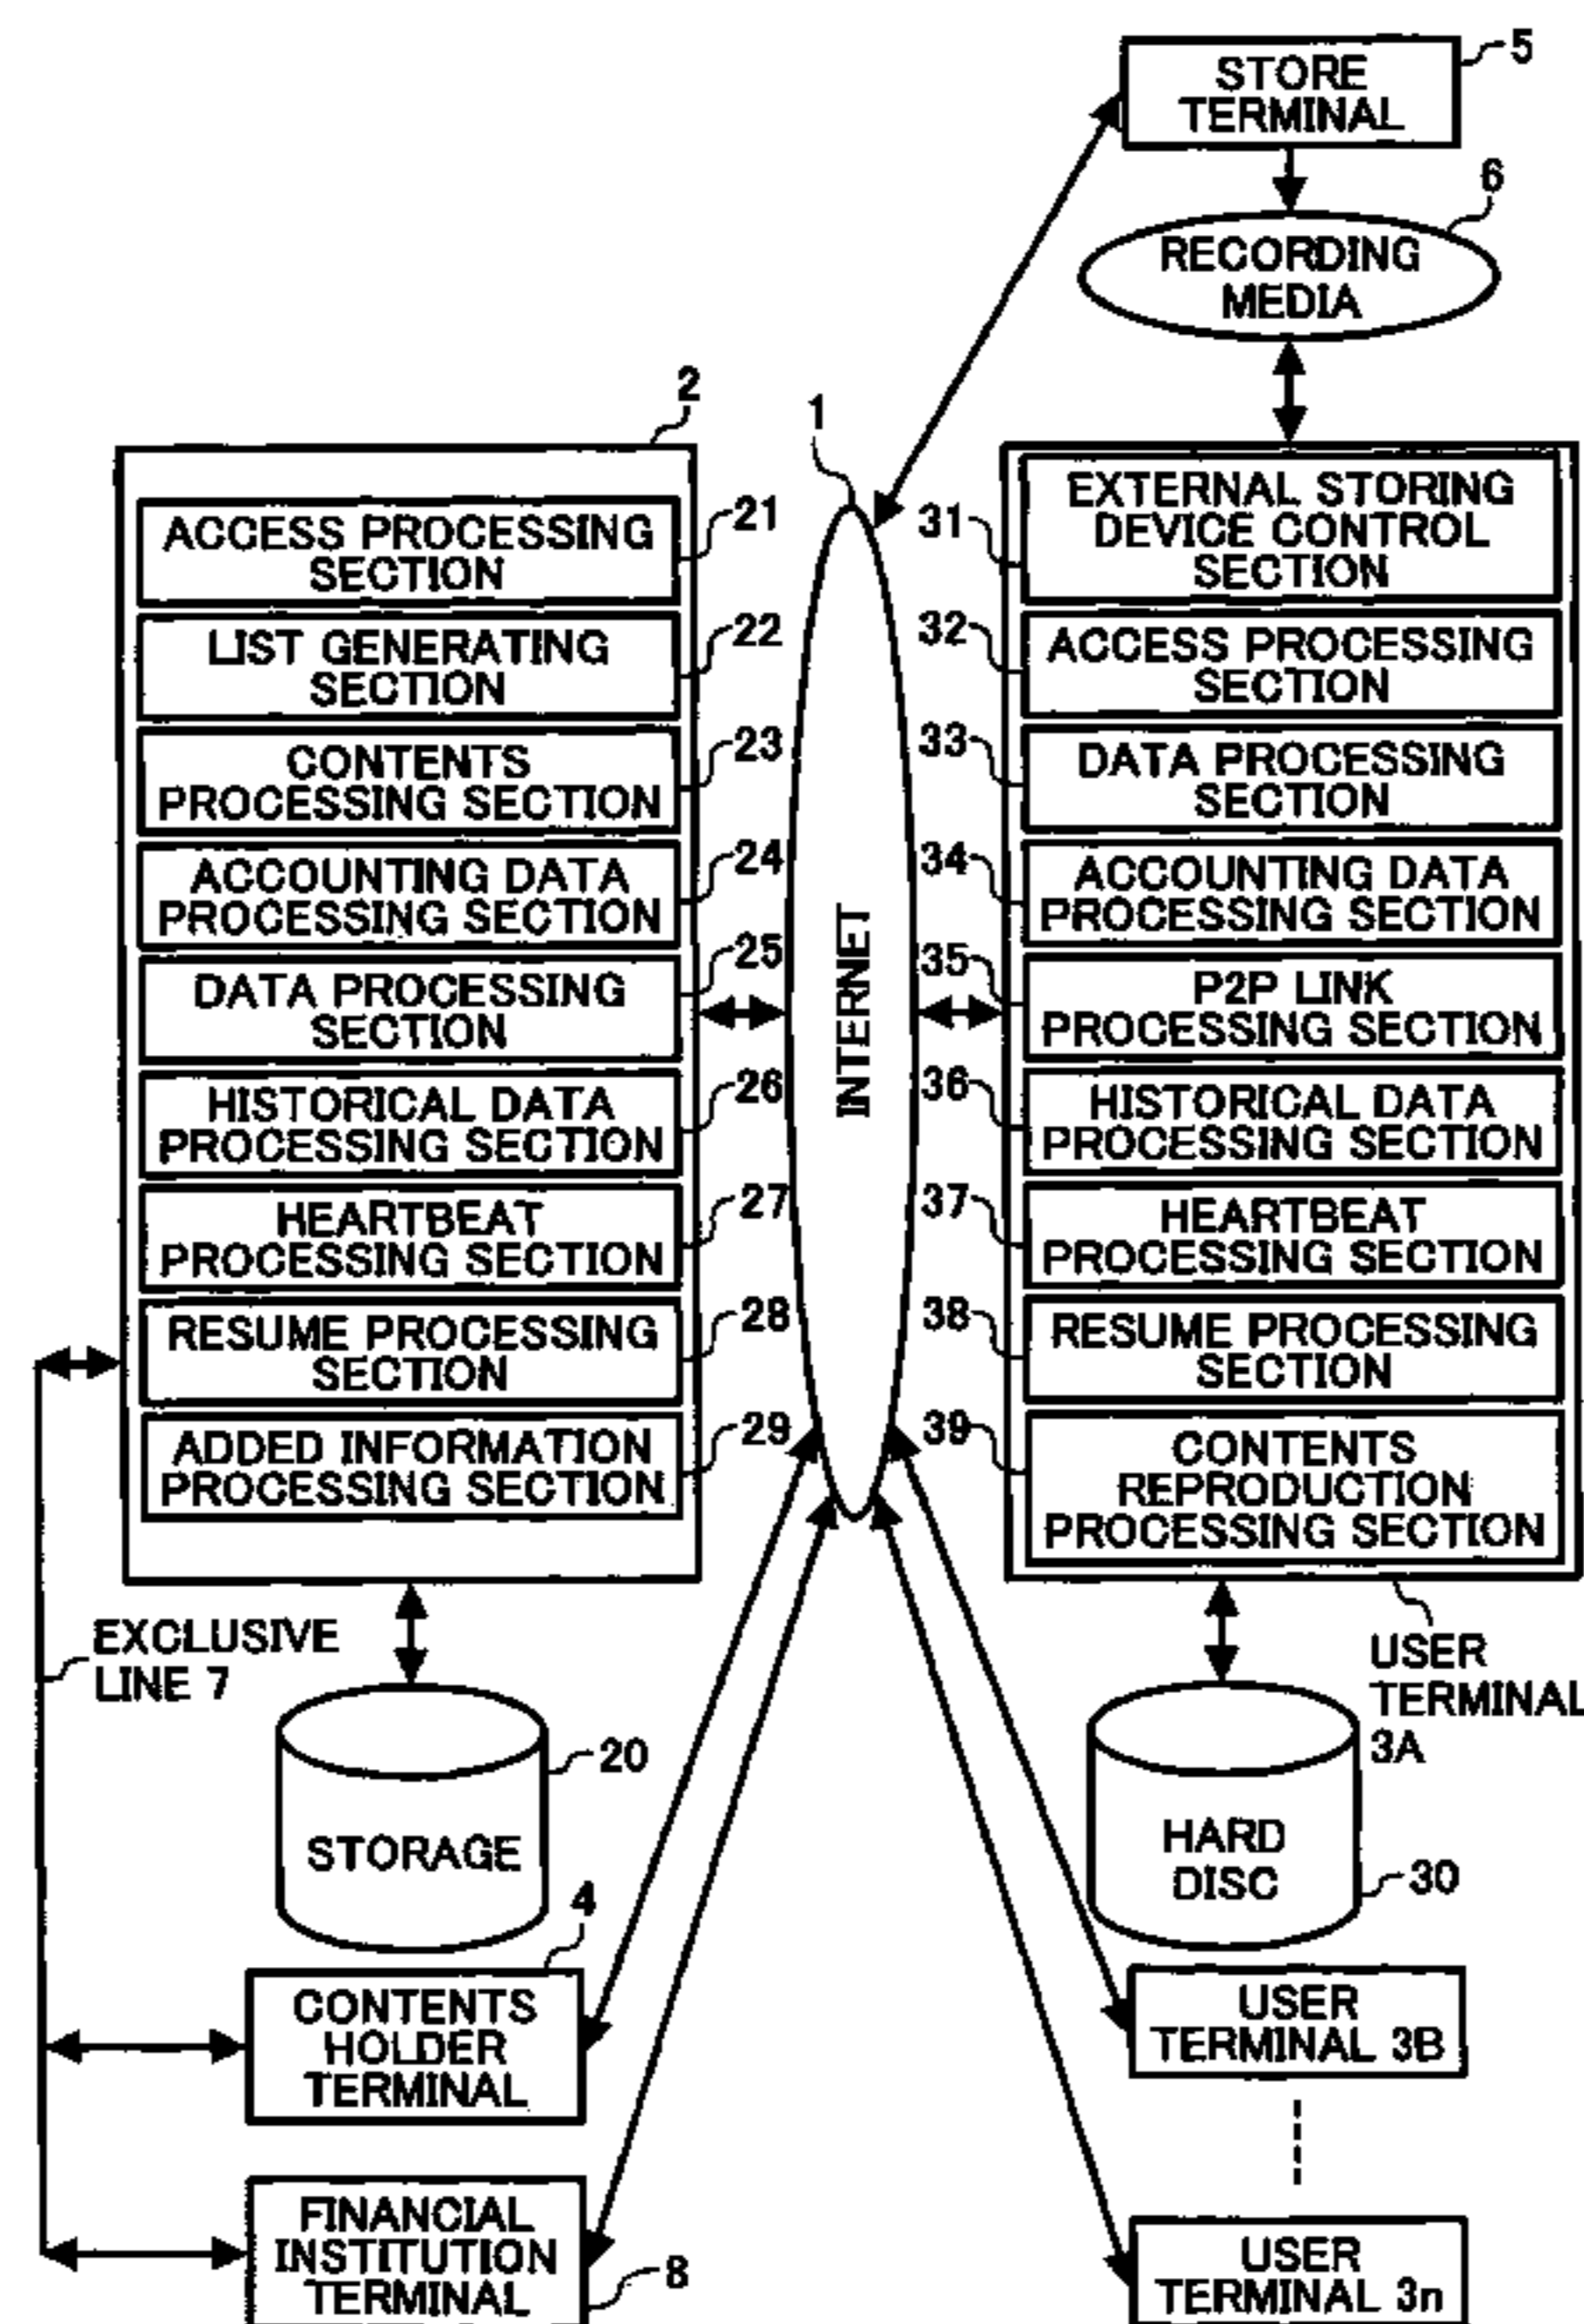 5
STORE
TERMINAL
6
RECORDING
MEDIA
2
ACCESS PROCESSING
SECTION
21
LIST GENERATING
SECTION
22
CONTENTS
PROCESSING SECTION
23
ACCOUNTING DATA
PROCESSING SECTION
24
DATA PROCESSING
SECTION
25
HISTORICAL DATA
PROCESSING SECTION
26
HEARTBEAT
PROCESSING SECTION
27
RESUME PROCESSING
SECTION
28
ADDED INFORMATION
PROCESSING SECTION
29
1
INTERNET
31
EXTERNAL STORING
DEVICE CONTROL
SECTION
32
ACCESS PROCESSING
SECTION
33
DATA PROCESSING
SECTION
34
ACCOUNTING DATA
PROCESSING SECTION
35
P2P LINK
PROCESSING SECTION
36
HISTORICAL DATA
PROCESSING SECTION
37
HEARTBEAT
PROCESSING SECTION
38
RESUME PROCESSING
SECTION
39
CONTENTS
REPRODUCTION
PROCESSING SECTION
EXCLUSIVE
LINE 7
STORAGE
20
USER
TERMINAL
3A
HARD
DISC
30
4
CONTENTS
HOLDER
TERMINAL
USER
TERMINAL 3B
FINANCIAL
INSTITUTION
TERMINAL
8
USER
TERMINAL 3n